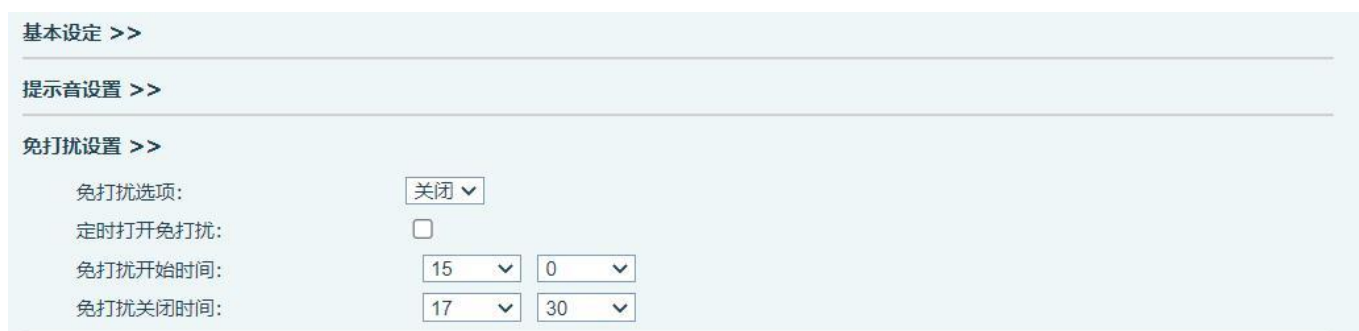 基本设定 >>
提示音设置 >>
免打扰设置 >>
免打扰选项: 关闭
定时打开免打扰:
免打扰开始时间: 15 0
免打扰关闭时间: 17 30